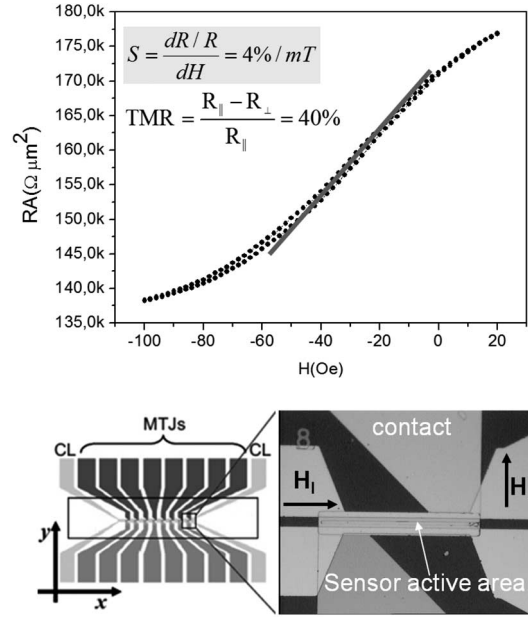 180,0k
175,0k
170,0k
165,0k
160,0k
155,0k
150,0k
145,0k
140,0k
135,0k
RA(Ω μm²)
S = dR / R / dH = 4% / mT
TMR = R∥ − R⊥ / R∥ = 40%
-100 -80 -60 -40 -20 0 20
H(Oe)
MTJs
CL CL
y
x
8
contact
H_I
H
Sensor active area